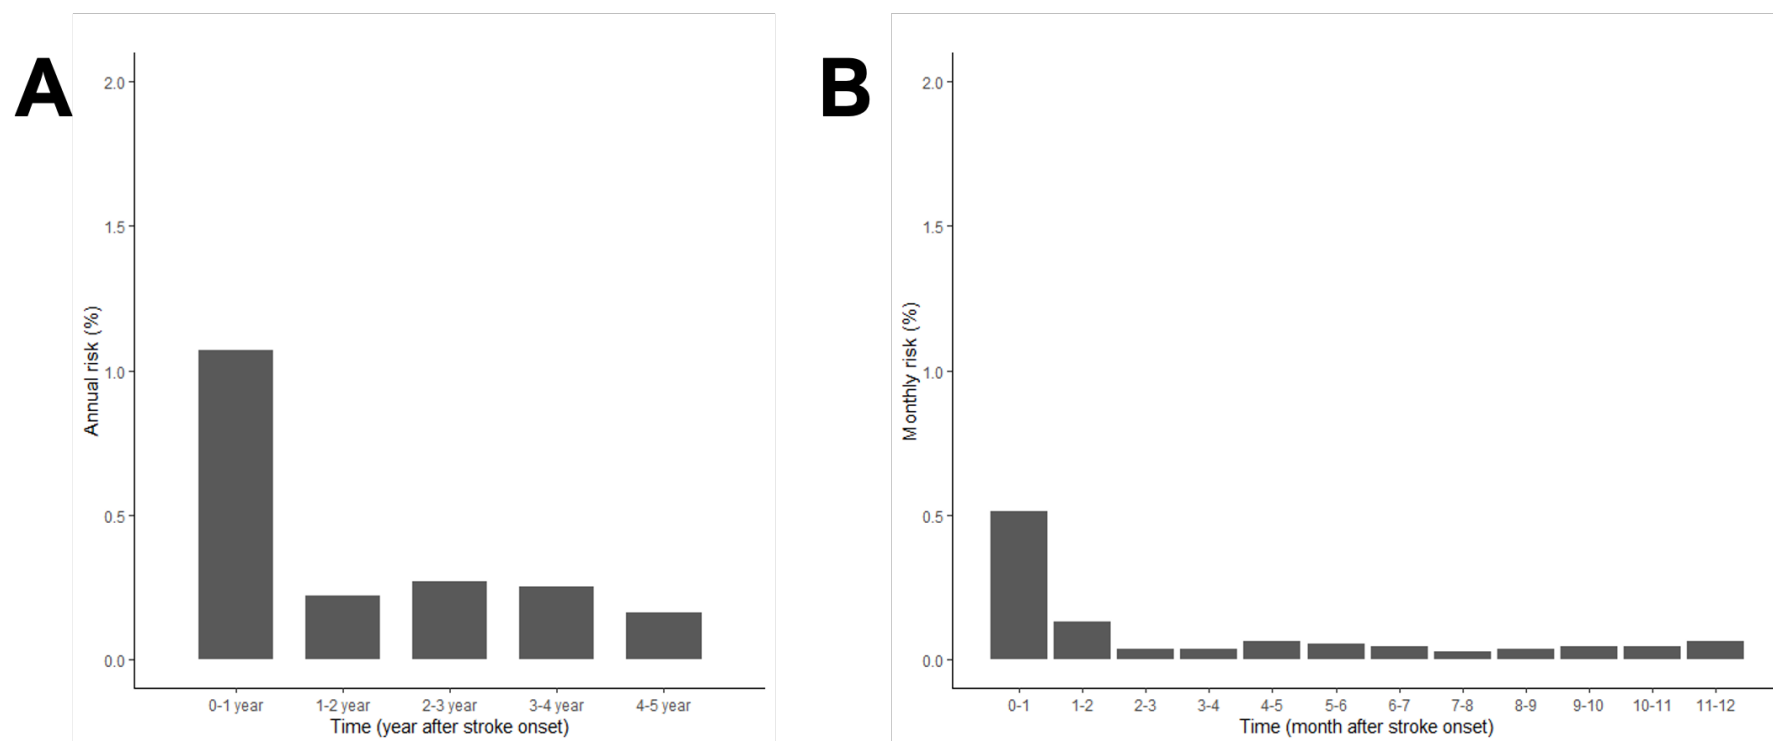 A
2.0
1.5
1.0
0.5
0.0
Annual risk (%)
0-1 year 1-2 year 2-3 year 3-4 year 4-5 year
Time (year after stroke onset)
B
2.0
1.5
1.0
0.5
0.0
Monthly risk (%)
0-1 1-2 2-3 3-4 4-5 5-6 6-7 7-8 8-9 9-10 10-11 11-12
Time (month after stroke onset)